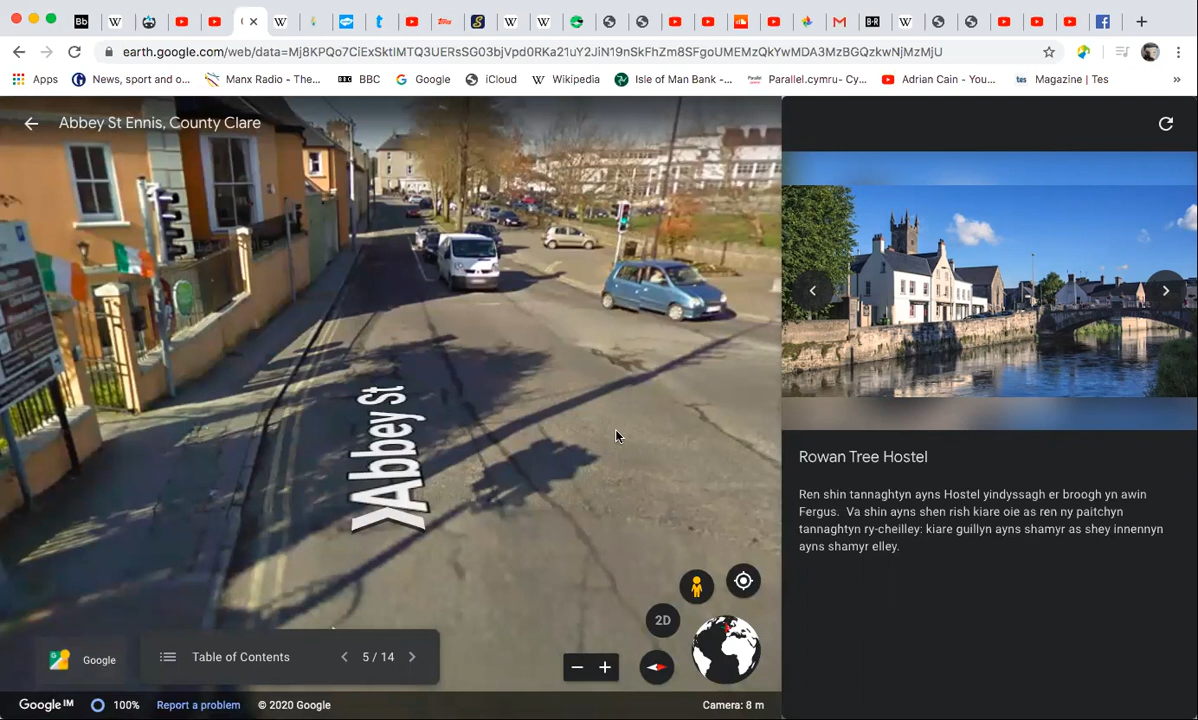 earth.google.com/web/data=Mj8KPQo7CiExSktlMTQ3UERsSG03bjVpd0RKa21uY2JiN19nSkFhZm8SFgoUMEMzQkYwMDA3MzBGQzkwNjMzMjU
Apps News, sport and o... Manx Radio - The... BBC Google iCloud Wikipedia Isle of Man Bank -... Parallel.cymru- Cy... Adrian Cain - You... Magazine | Tes »
Abbey St Ennis, County Clare
Abbey St
Rowan Tree Hostel
Ren shin tannaghtyn ayns Hostel yindyssagh er broogh yn awin
Fergus. Va shin ayns shen rish kiare oie as ren ny paitchyn
tannaghtyn ry-cheilley: kiare guillyn ayns shamyr as shey innennyn
ayns shamyr elley.
2D
Google
Table of Contents
5 / 14
Google
100%
Report a problem
© 2020 Google
Camera: 8 m